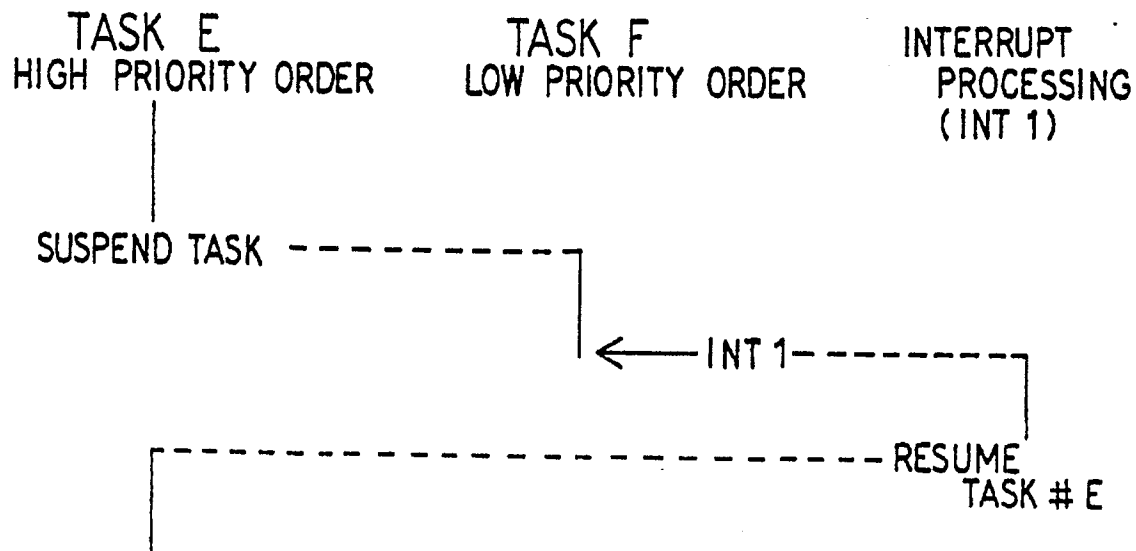 TASK E
HIGH PRIORITY ORDER
TASK F
LOW PRIORITY ORDER
INTERRUPT
PROCESSING
(INT 1)
SUSPEND TASK
INT 1
RESUME
TASK # E